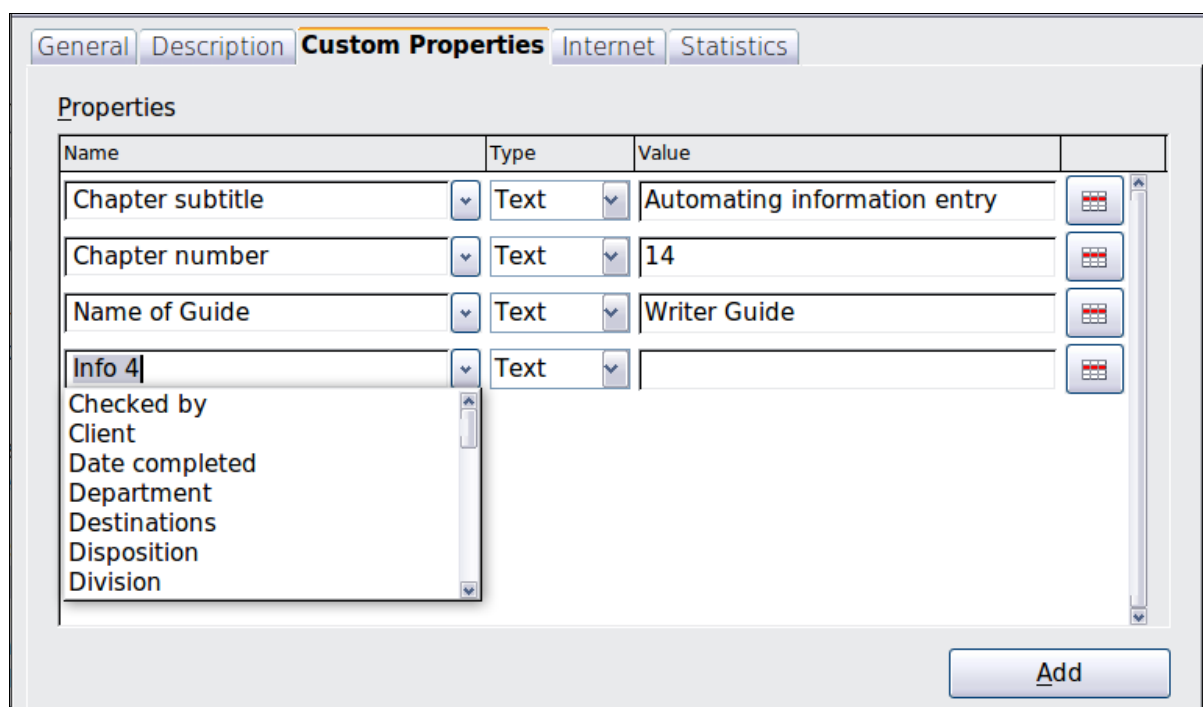 General Description Custom Properties Internet Statistics
Properties
Name Type Value
Chapter subtitle Text Automating information entry
Chapter number Text 14
Name of Guide Text Writer Guide
Info 4 Text
Checked by
Client
Date completed
Department
Destinations
Disposition
Division
Add